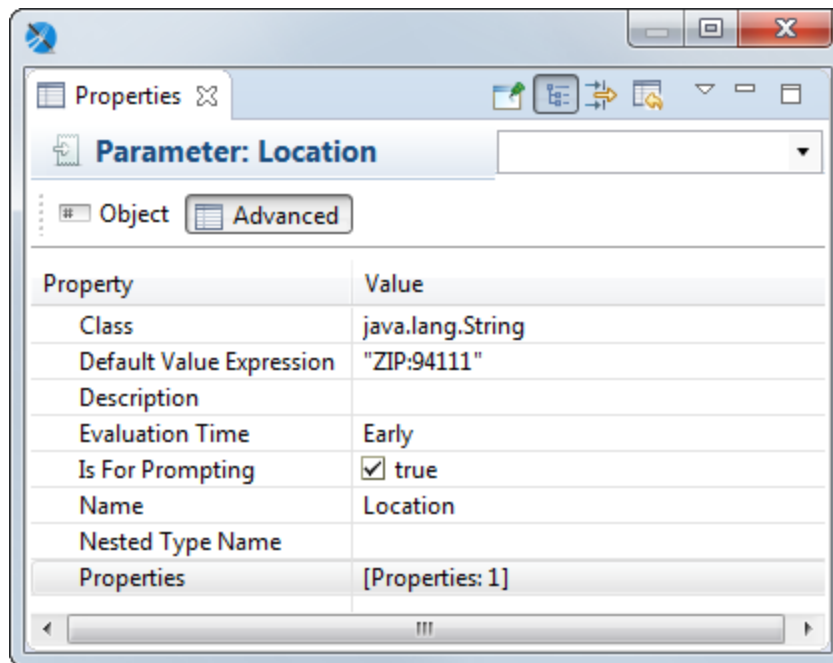 Properties
Parameter: Location
# Object Advanced
Property Value
Class java.lang.String
Default Value Expression "ZIP:94111"
Description
Evaluation Time Early
Is For Prompting true
Name Location
Nested Type Name
Properties [Properties: 1]